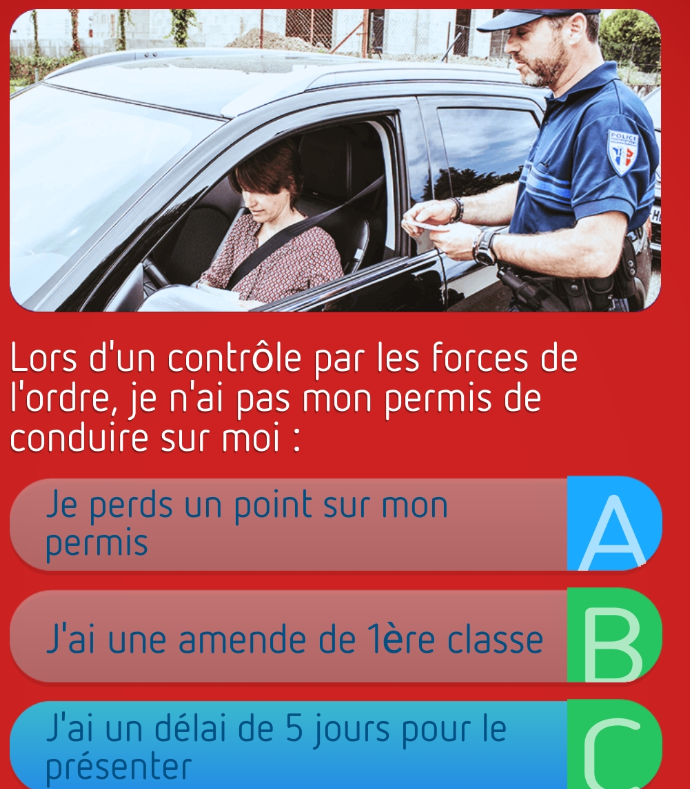 POLICE
Lors d'un contrôle par les forces de
l'ordre, je n'ai pas mon permis de
conduire sur moi :
Je perds un point sur mon
permis
A
J'ai une amende de 1ère classe
B
J'ai un délai de 5 jours pour le
présenter
C